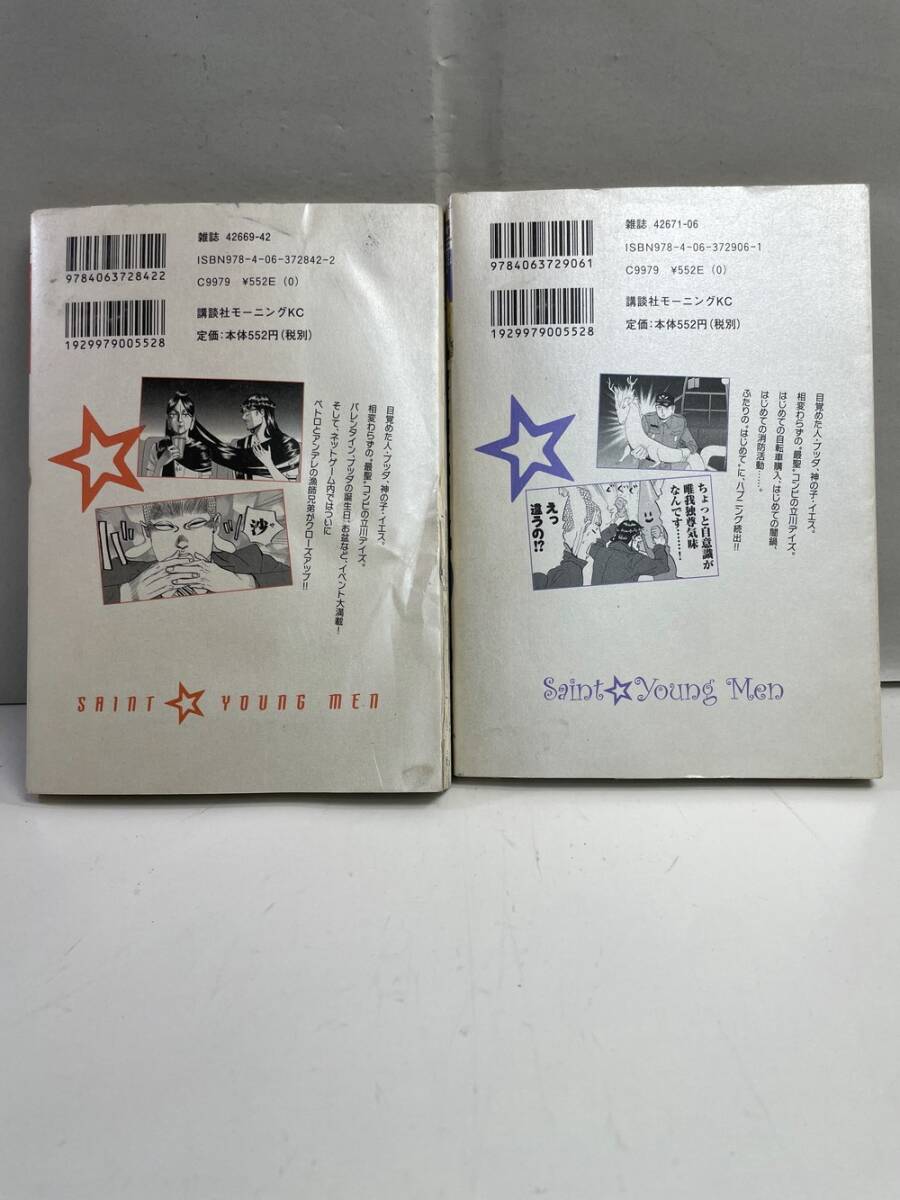 9784063728422
1929979005528
雑誌 42669-42
ISBN978-4-06-372842-2
C9979 ¥552E (0)
講談社モーニングKC
定価:本体552円(税別)
目覚めた人・ブッダ、神の子・イエス。
相変わらずの“最聖”コンビの立川デイズ。
バレンタイン、ブッダの誕生日、お盆など、イベント大満載!
そして、ネットゲーム内ではついに
ペトロとアンデレの漁師兄弟がクローズアップ!!
沙
SAINT☆YOUNG MEN
9784063729061
1929979005528
雑誌 42671-06
ISBN978-4-06-372906-1
C9979 ¥552E (0)
講談社モーニングKC
定価:本体552円(税別)
目覚めた人・ブッダ、神の子・イエス。
相変わらずの“最聖”コンビの立川デイズ。
はじめての自転車購入、はじめての闇鍋、
はじめての消防活動……。
ふたりの“はじめて”に、ハプニング続出!!
ちょっと自意識が
唯我独尊気味
なんです……!
ぐぐぐ
えっ
違うの!?
Saint☆Young Men